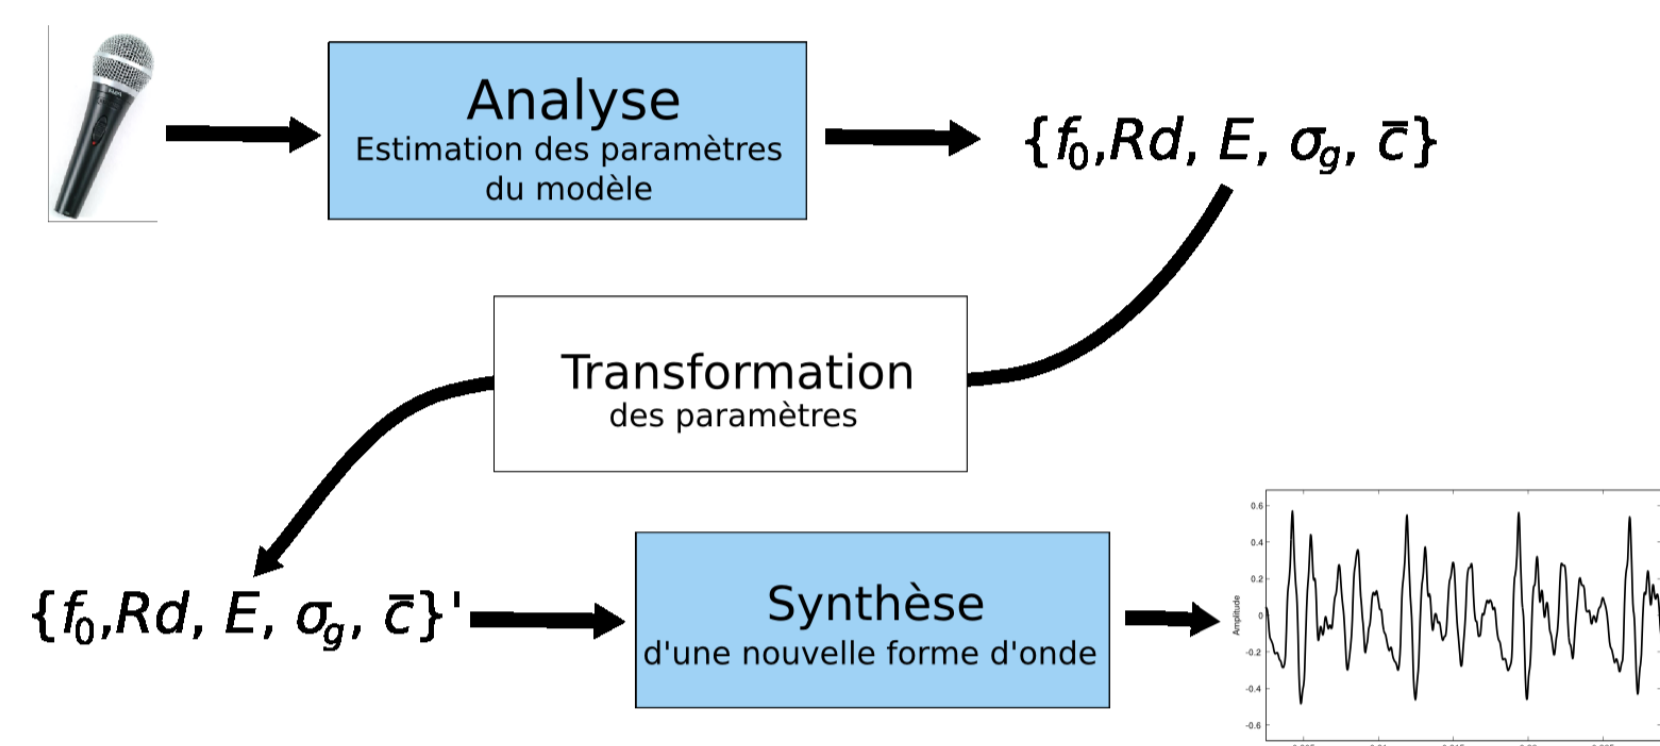 Analyse
Estimation des paramètres
du modèle
{f₀,Rd, E, σg, c̄}
Transformation
des paramètres
{f₀,Rd, E, σg, c̄}'
Synthèse
d'une nouvelle forme d'onde
Amplitude
0.6
0.4
0.2
0
-0.2
-0.4
-0.6